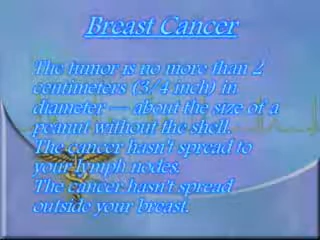 Breast Cancer
The tumor is no more than 2
centimeters (3/4 inch) in
diameter — about the size of a
peanut without the shell.
The cancer hasn't spread to
your lymph nodes.
The cancer hasn't spread
outside your breast.